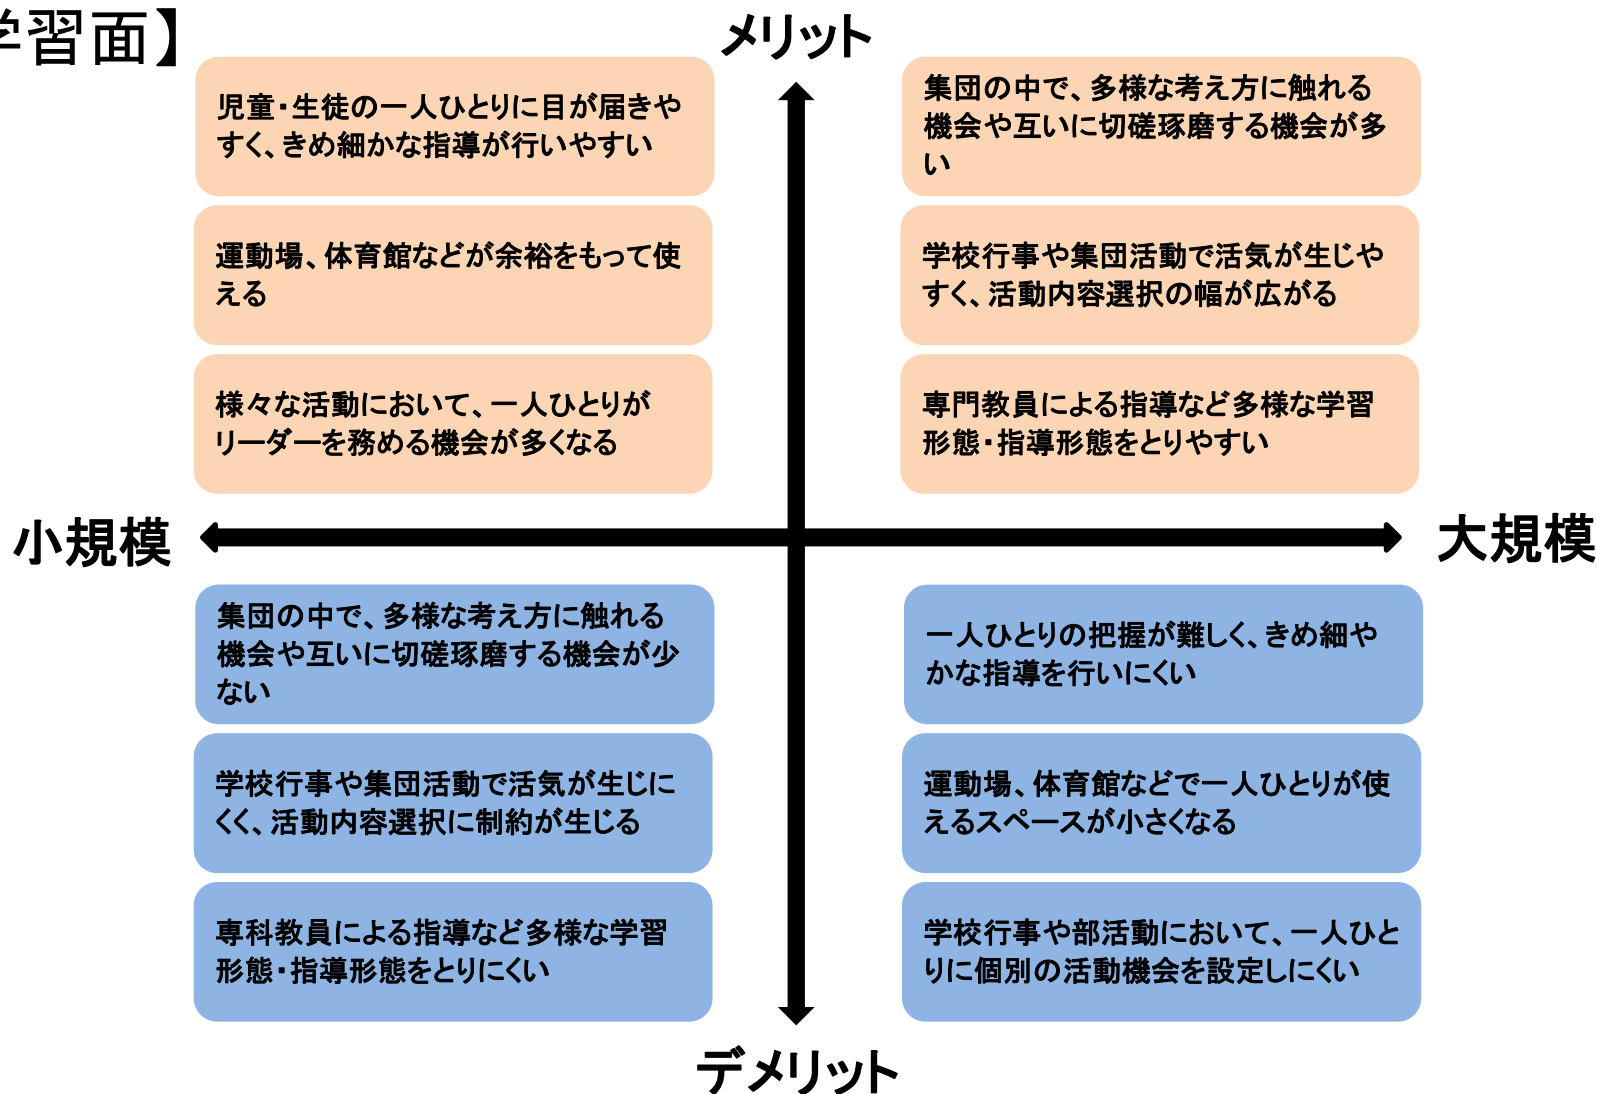 学習面】
メリット
児童・生徒の一人ひとりに目が届きや
すく、きめ細かな指導が行いやすい
運動場、体育館などが余裕をもって使
える
様々な活動において、一人ひとりが
リーダーを務める機会が多くなる
集団の中で、多様な考え方に触れる
機会や互いに切磋琢磨する機会が多
い
学校行事や集団活動で活気が生じや
すく、活動内容選択の幅が広がる
専門教員による指導など多様な学習
形態・指導形態をとりやすい
小規模
大規模
集団の中で、多様な考え方に触れる
機会や互いに切磋琢磨する機会が少
ない
学校行事や集団活動で活気が生じに
くく、活動内容選択に制約が生じる
専科教員による指導など多様な学習
形態・指導形態をとりにくい
一人ひとりの把握が難しく、きめ細や
かな指導を行いにくい
運動場、体育館などで一人ひとりが使
えるスペースが小さくなる
学校行事や部活動において、一人ひと
りに個別の活動機会を設定しにくい
デメリット